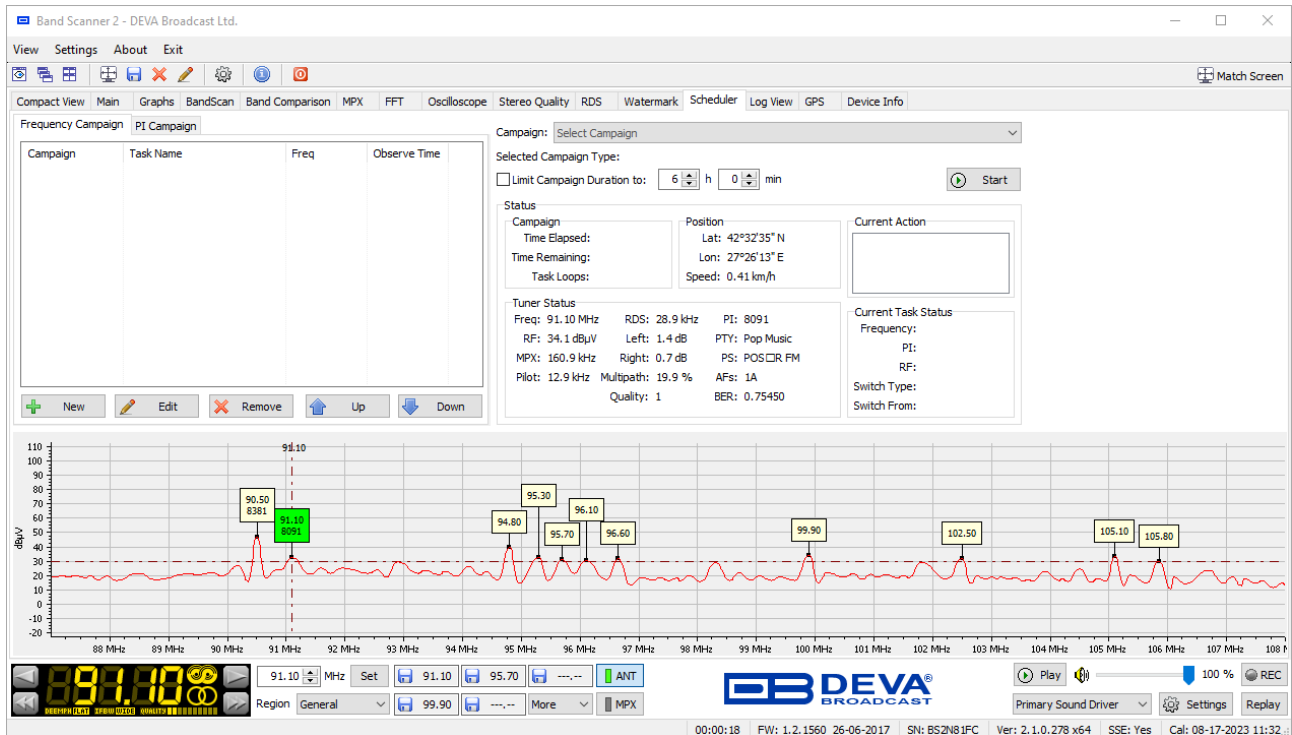 Band Scanner 2 - DEVA Broadcast Ltd.
View Settings About Exit
Match Screen
Compact View Main Graphs BandScan Band Comparison MPX FFT Oscilloscope Stereo Quality RDS Watermark Scheduler Log View GPS Device Info
Frequency Campaign PI Campaign
Campaign Task Name Freq Observe Time
New Edit Remove Up Down
Campaign: Select Campaign
Selected Campaign Type:
Limit Campaign Duration to: 6 h 0 min Start
Status
Campaign
Time Elapsed:
Time Remaining:
Task Loops:
Position
Lat: 42°32'35" N
Lon: 27°26'13" E
Speed: 0.41 km/h
Current Action
Tuner Status
Freq: 91.10 MHz RDS: 28.9 kHz PI: 8091
RF: 34.1 dBµV Left: 1.4 dB PTY: Pop Music
MPX: 160.9 kHz Right: 0.7 dB PS: POS□R FM
Pilot: 12.9 kHz Multipath: 19.9 % AFs: 1A
Quality: 1 BER: 0.75450
Current Task Status
Frequency:
PI:
RF:
Switch Type:
Switch From:
dBµV
110
100
90
80
70
60
50
40
30
20
10
0
-10
-20
91.10
90.50
8381
91.10
8091
94.80
95.30
95.70
96.10
96.60
99.90
102.50
105.10
105.80
88 MHz 89 MHz 90 MHz 91 MHz 92 MHz 93 MHz 94 MHz 95 MHz 96 MHz 97 MHz 98 MHz 99 MHz 100 MHz 101 MHz 102 MHz 103 MHz 104 MHz 105 MHz 106 MHz 107 MHz 108 M
91.10
DEEMPH FLAT IFBW WIDE QUALITY
91.10 MHz Set 91.10 95.70 ---.-- ANT
Region General 99.90 ---.-- More MPX
DEVA®
BROADCAST
Play 100 % REC
Primary Sound Driver Settings Replay
00:00:18 FW: 1.2.1560 26-06-2017 SN: BS2N81FC Ver: 2.1.0.278 x64 SSE: Yes Cal: 08-17-2023 11:32